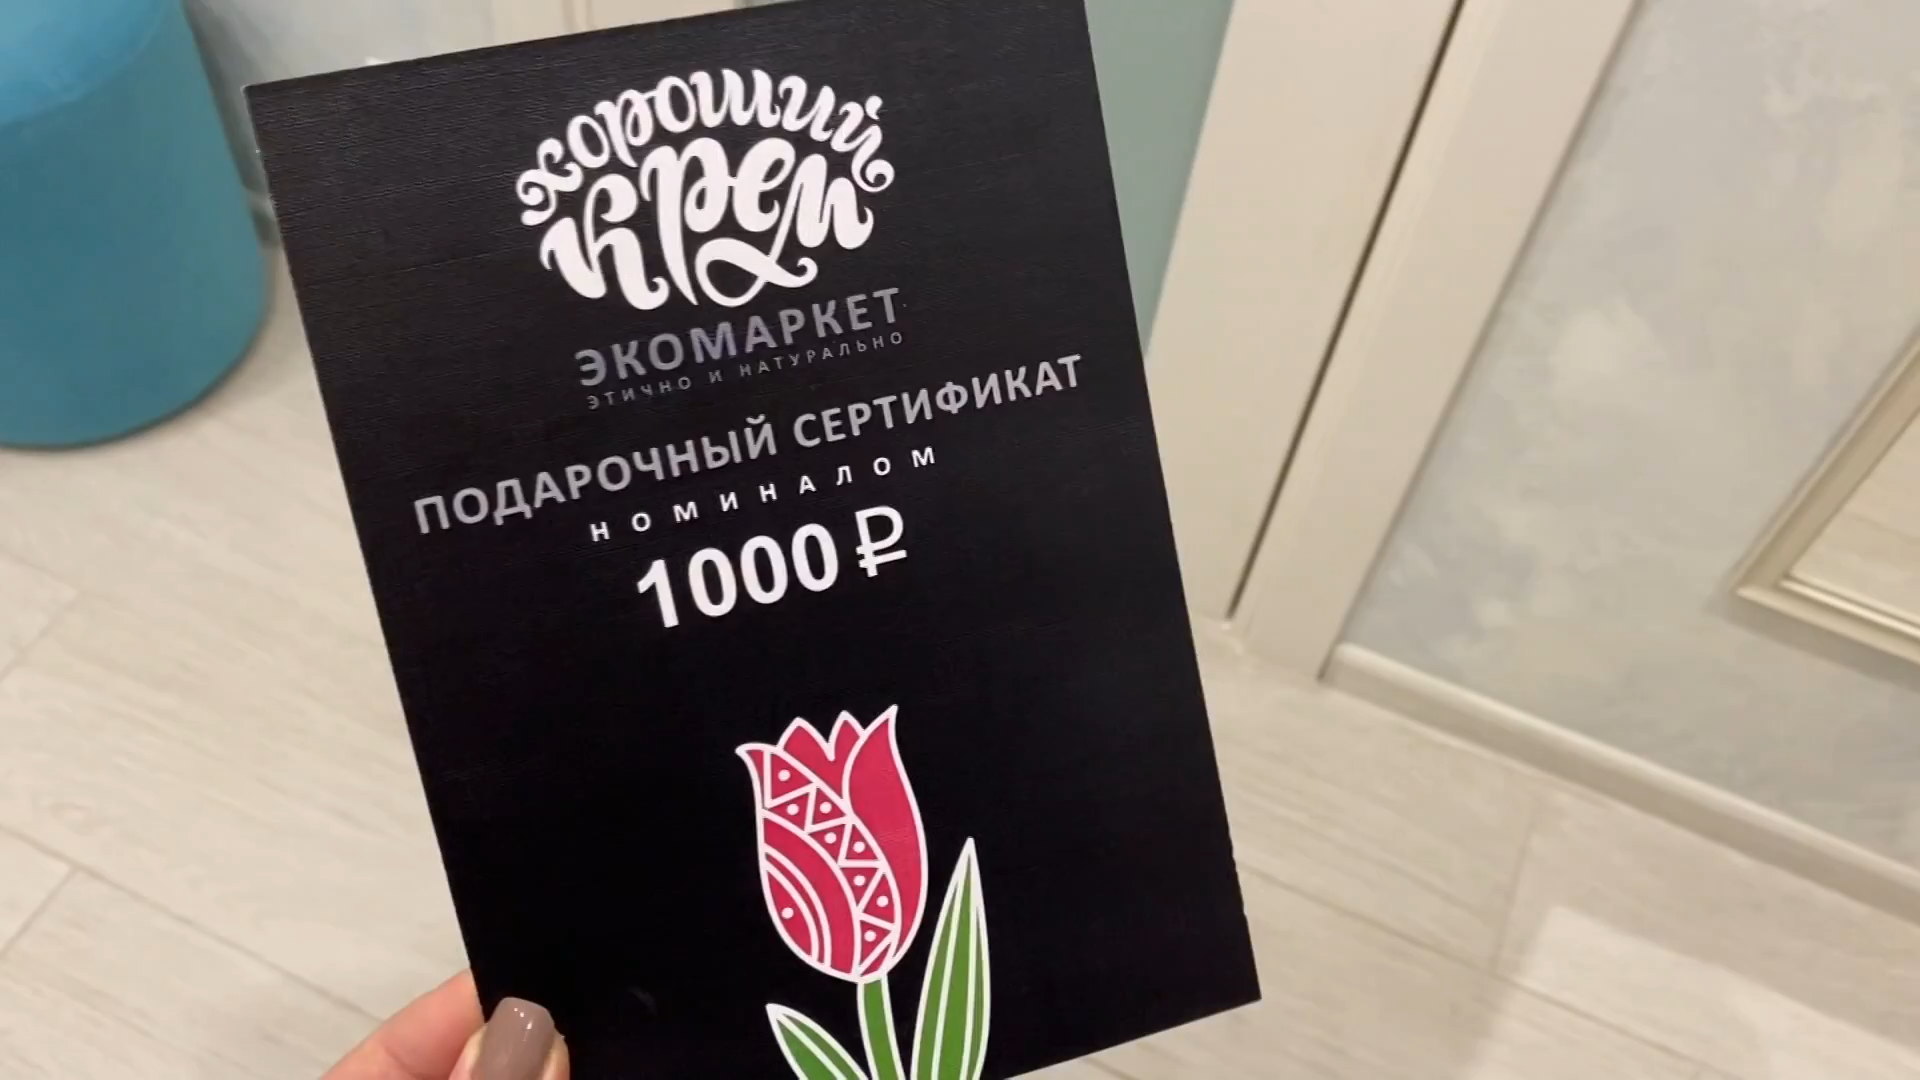 хороший
крем
ЭКОМАРКЕТ
ЭТИЧНО И НАТУРАЛЬНО
ПОДАРОЧНЫЙ СЕРТИФИКАТ
НОМИНАЛОМ
1000 ₽